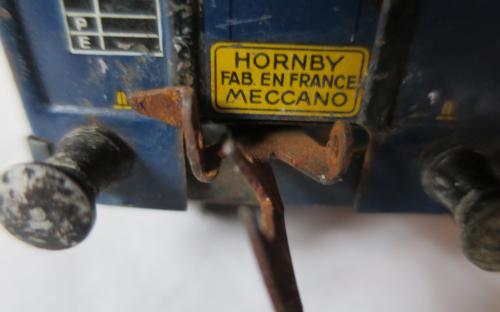 P
E
HORNBY
FAB. EN FRANCE
MECCANO